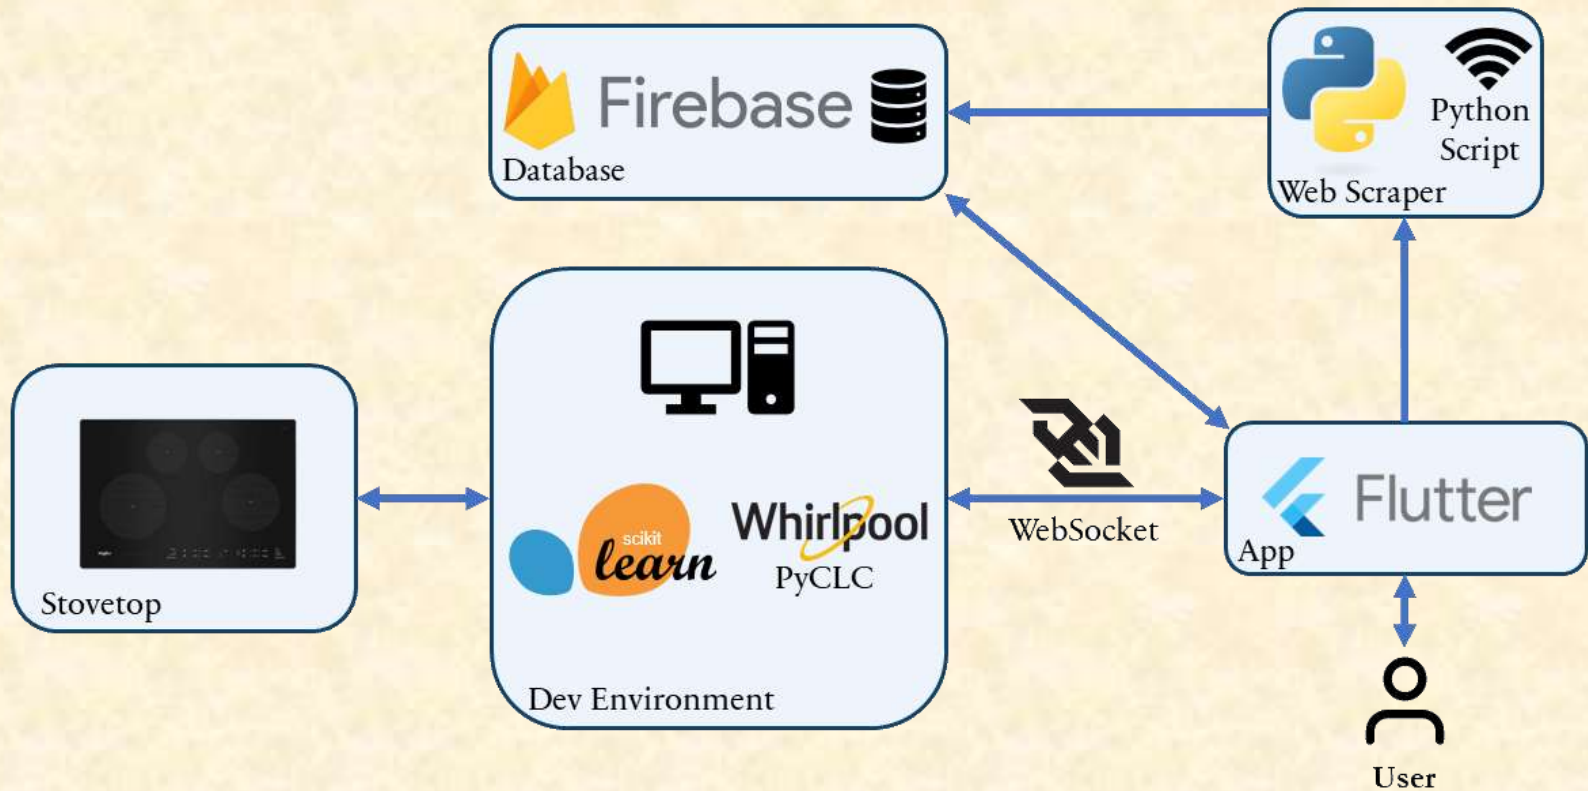 Firebase
Database
Python
Script
Web Scraper
Stovetop
scikit
learn
Whirlpool
PyCLC
Dev Environment
WebSocket
Flutter
App
User